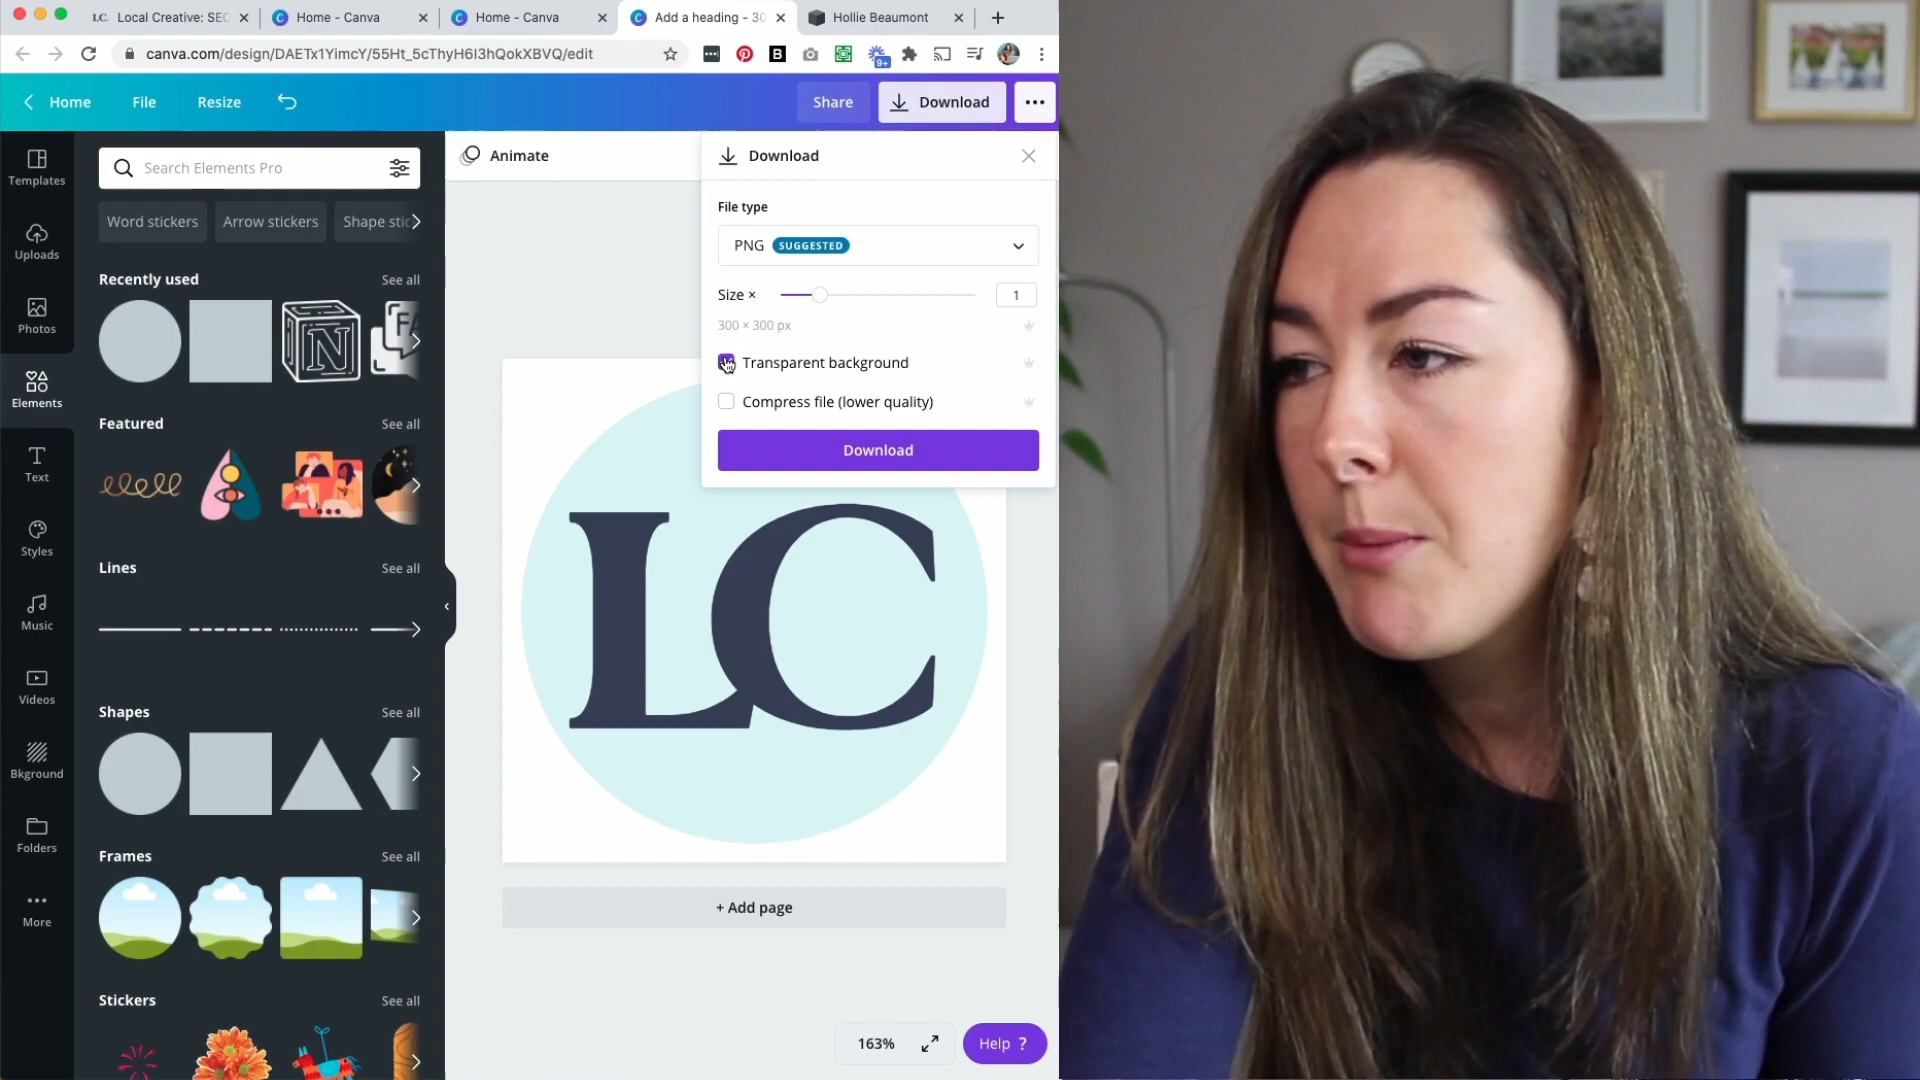 LC. Local Creative: SEO
Home - Canva
Home - Canva
Add a heading - 30
Hollie Beaumont
canva.com/design/DAETx1YimcY/55Ht_5cThyH6I3hQokXBVQ/edit
9+
Home
File
Resize
Share
Download
Templates
Uploads
Photos
Elements
Text
Styles
Music
Videos
Bkground
Folders
More
Search Elements Pro
Word stickers
Arrow stickers
Shape stic
Recently used
See all
N
FA
Featured
See all
Lines
See all
Shapes
See all
Frames
See all
Stickers
See all
Animate
Download
File type
PNG SUGGESTED
Size × 1
300 × 300 px
Transparent background
Compress file (lower quality)
Download
LC
+ Add page
163%
Help ?